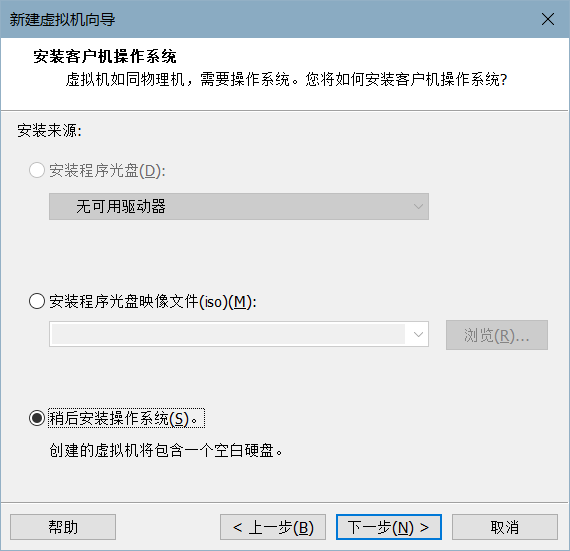 新建虚拟机向导
安装客户机操作系统
虚拟机如同物理机，需要操作系统。您将如何安装客户机操作系统?
安装来源:
安装程序光盘(D):
无可用驱动器
安装程序光盘映像文件(iso)(M):
浏览(R)...
稍后安装操作系统(S)。
创建的虚拟机将包含一个空白硬盘。
帮助 < 上一步(B) 下一步(N) > 取消